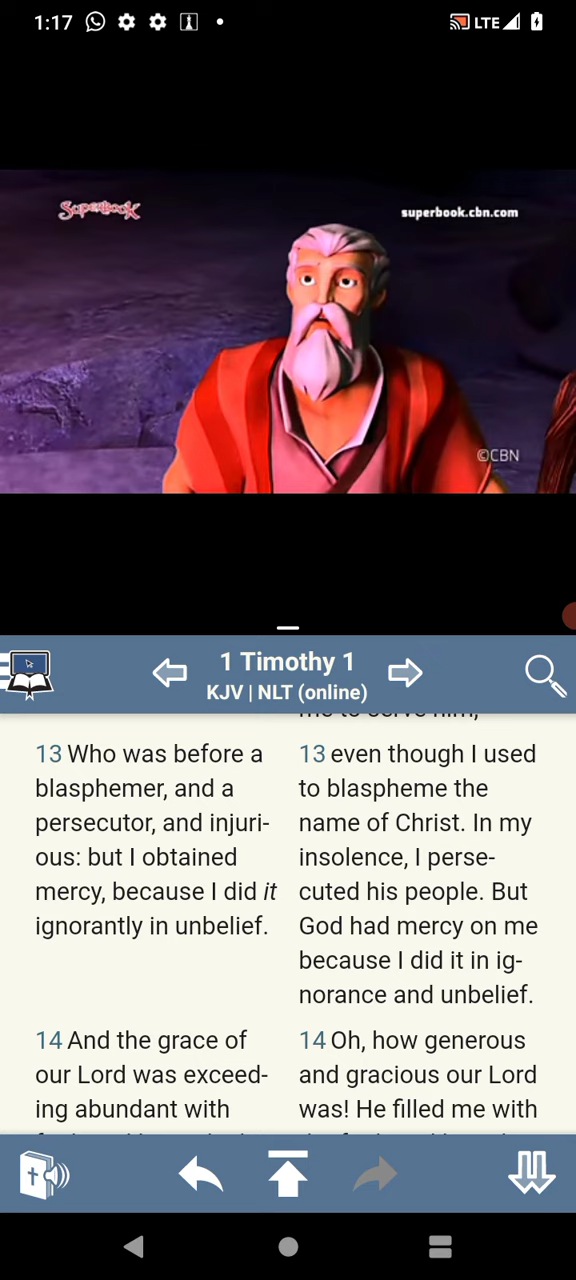 1:17
LTE
SUPERBOOK
superbook.cbn.com
©CBN
1 Timothy 1
KJV | NLT (online)
me to serve him,
13 Who was before a
blasphemer, and a
persecutor, and injuri-
ous: but I obtained
mercy, because I did it
ignorantly in unbelief.
14 And the grace of
our Lord was exceed-
ing abundant with
13 even though I used
to blaspheme the
name of Christ. In my
insolence, I perse-
cuted his people. But
God had mercy on me
because I did it in ig-
norance and unbelief.
14 Oh, how generous
and gracious our Lord
was! He filled me with